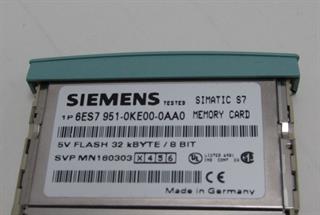 SIEMENS TESTED SIMATIC S7
1P 6ES7 951-0KE00-0AA0 MEMORY CARD
5V FLASH 32 kBYTE / 8 BIT
SVP MN160303 X 4 5 6
Made in Germany